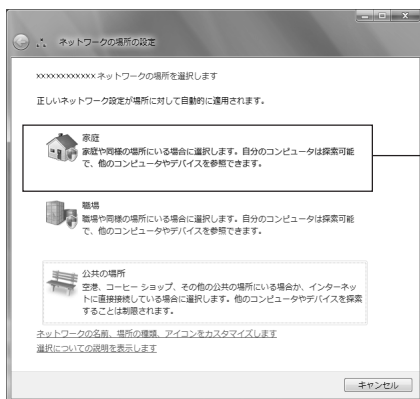 ネットワークの場所の設定
xxxxxxxxxxxx ネットワークの場所を選択します
正しいネットワーク設定が場所に対して自動的に適用されます。
家庭
家庭や同様の場所にいる場合に選択します。自分のコンピュータは探索可能
で、他のコンピュータやデバイスを参照できます。
職場
職場や同様の場所にいる場合に選択します。自分のコンピュータは探索可能
で、他のコンピュータやデバイスを参照できます。
公共の場所
空港、コーヒー ショップ、その他の公共の場所にいる場合か、インターネッ
トに直接接続している場合に選択します。他のコンピュータやデバイスを探索
することは制限されます。
ネットワークの名前、場所の種類、アイコンをカスタマイズします
選択についての説明を表示します
キャンセル